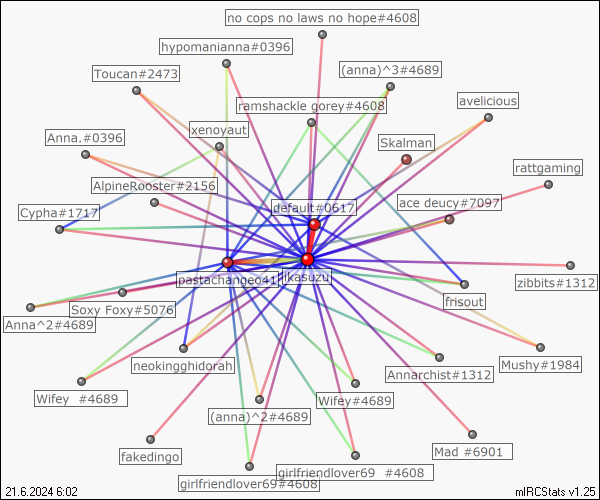 no cops no laws no hope#4608
hypomanianna#0396
Toucan#2473
(anna)^3#4689
avelicious
ramshackle gorey#4608
xenoyaut
Anna.#0396
Skalman
rattgaming
AlpineRooster#2156
default#0617
ace deucy#7097
Cypha#1717
likasuzu
zibbits#1312
frisout
Soxy Foxy#5076
Anna^2#4689
neokingghidorah
Annarchist#1312
Mushy#1984
Wifey #4689
Wifey#4689
(anna)^2#4689
fakedingo
Mad #6901
girlfriendlover69 #4608
girlfriendlover69#4608
21.6.2024 6:02
mIRCStats v1.25